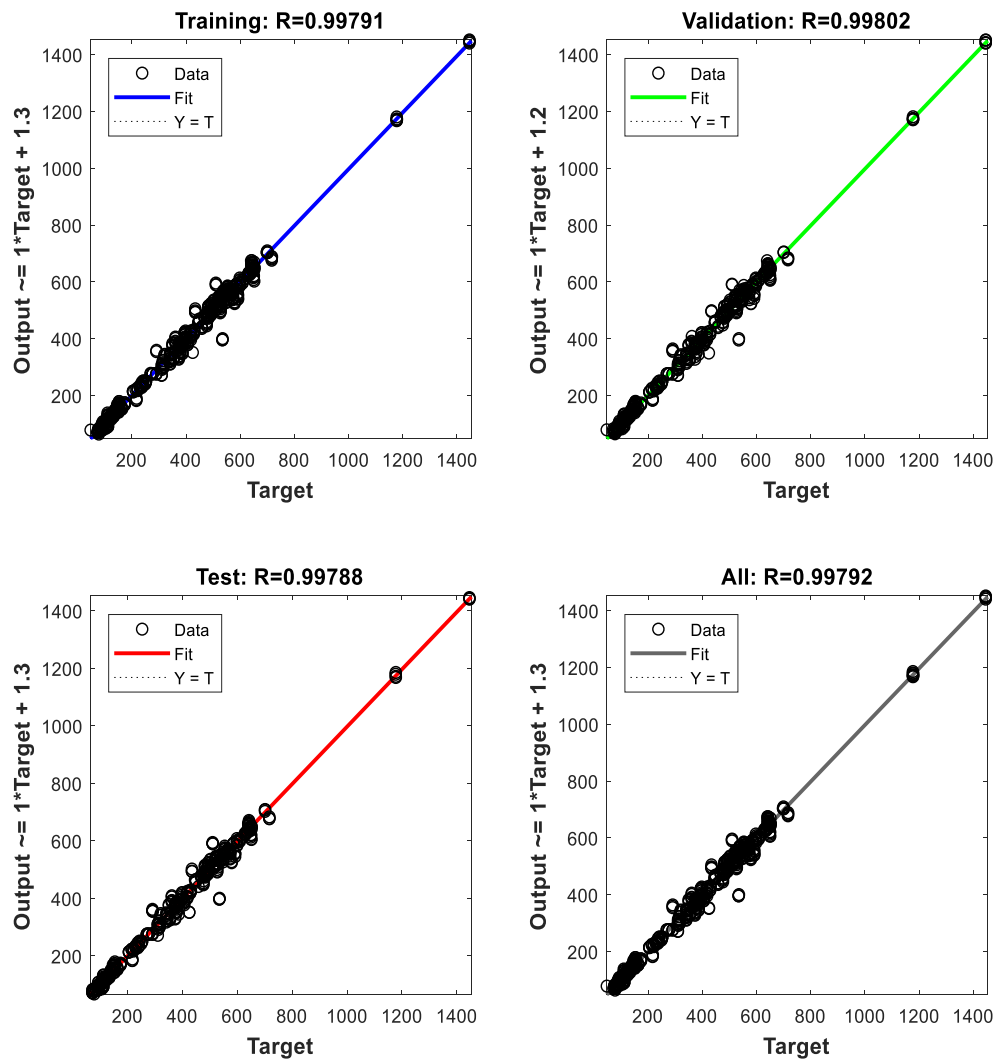 Training: R=0.99791
Output ~= 1*Target + 1.3
1400
1200
1000
800
600
400
200
Data
Fit
Y = T
200 400 600 800 1000 1200 1400
Target
Validation: R=0.99802
Output ~= 1*Target + 1.2
1400
1200
1000
800
600
400
200
Data
Fit
Y = T
200 400 600 800 1000 1200 1400
Target
Test: R=0.99788
Output ~= 1*Target + 1.3
1400
1200
1000
800
600
400
200
Data
Fit
Y = T
200 400 600 800 1000 1200 1400
Target
All: R=0.99792
Output ~= 1*Target + 1.3
1400
1200
1000
800
600
400
200
Data
Fit
Y = T
200 400 600 800 1000 1200 1400
Target